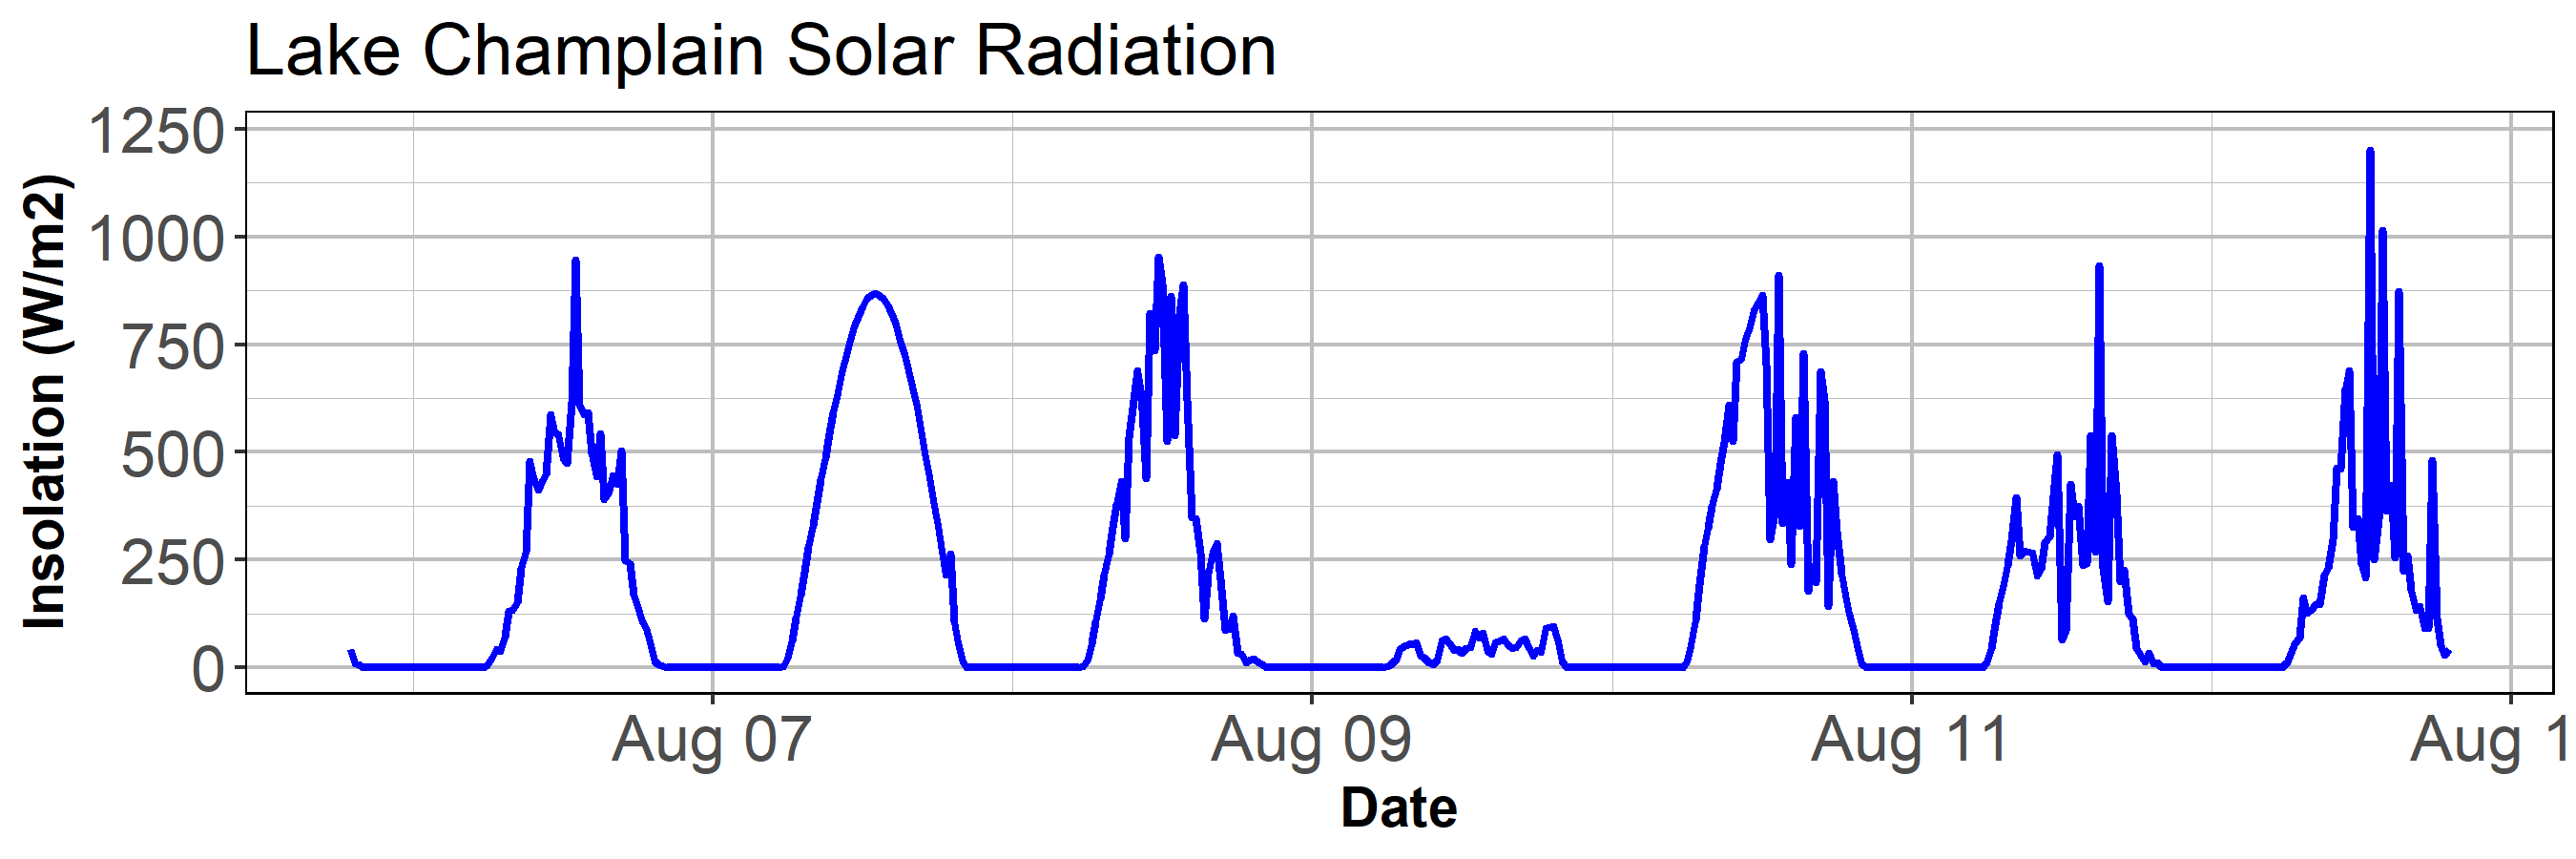 Lake Champlain Solar Radiation
Insolation (W/m2)
1250
1000
750
500
250
0
Aug 07 Aug 09 Aug 11 Aug 1
Date